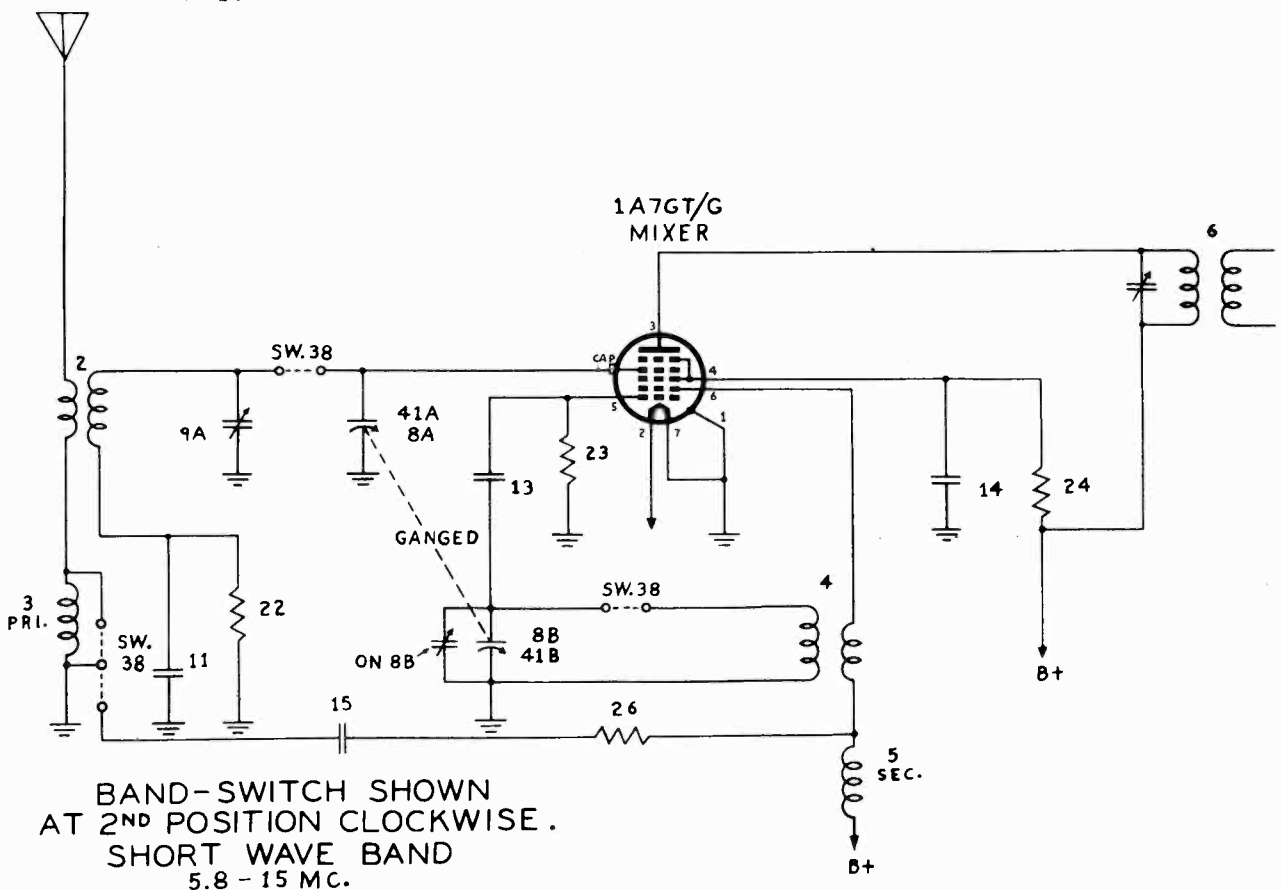 1A7GT/G
MIXER
6
3
2
SW. 38
CAP
4
6
5
1
41A
8A
9A
2
7
23
13
14
24
GANGED
4
SW. 38
3
PRI.
SW.
38
11
22
ON 8B
8B
41B
B+
15
26
5
SEC.
BAND-SWITCH SHOWN
AT 2ND POSITION CLOCKWISE.
SHORT WAVE BAND
5.8 - 15 MC.
B+